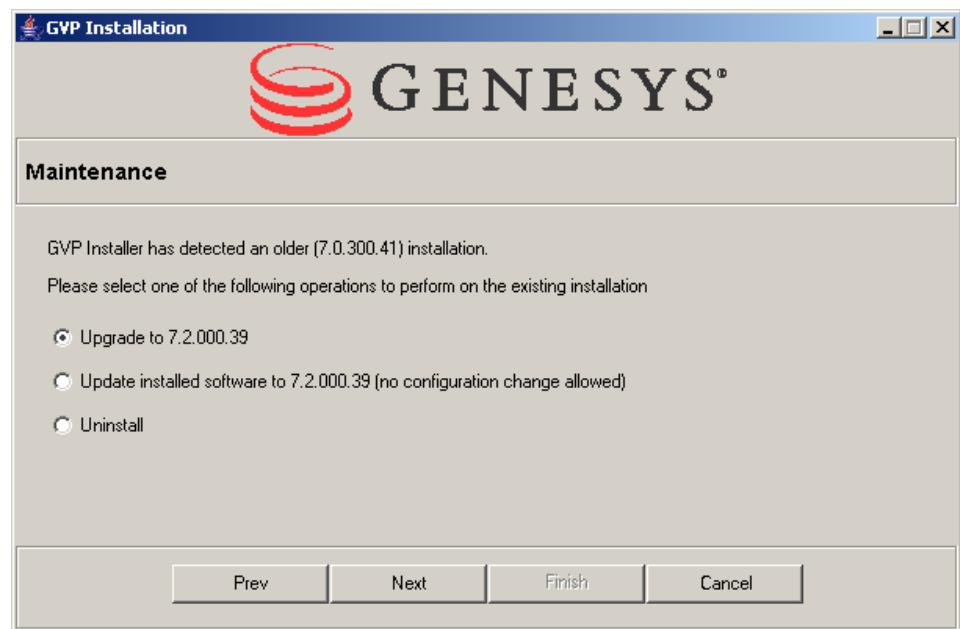 GVP Installation
GENESYS®
Maintenance
GVP Installer has detected an older (7.0.300.41) installation.
Please select one of the following operations to perform on the existing installation
Upgrade to 7.2.000.39
Update installed software to 7.2.000.39 (no configuration change allowed)
Uninstall
Prev Next Finish Cancel